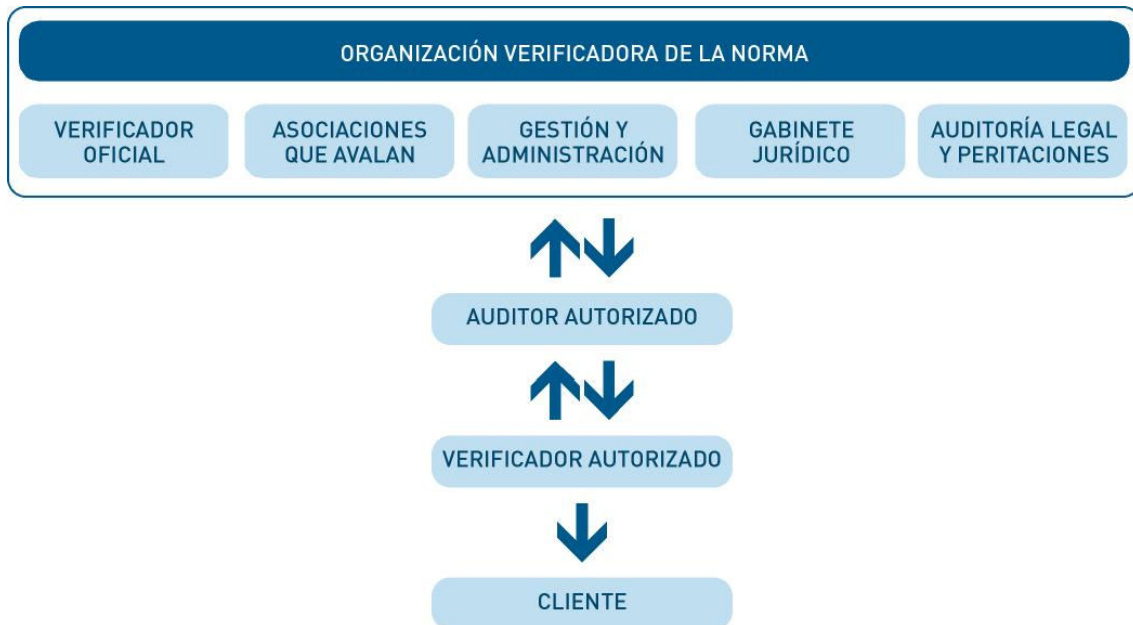 ORGANIZACIÓN VERIFICADORA DE LA NORMA
VERIFICADOR
OFICIAL
ASOCIACIONES
QUE AVALAN
GESTIÓN Y
ADMINISTRACIÓN
GABINETE
JURÍDICO
AUDITORÍA LEGAL
Y PERITACIONES
AUDITOR AUTORIZADO
VERIFICADOR AUTORIZADO
CLIENTE